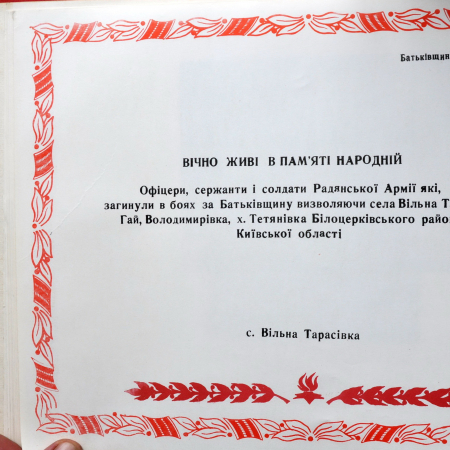 Батьківщин
ВІЧНО ЖИВІ В ПАМ'ЯТІ НАРОДНІЙ
Офіцери, сержанти і солдати Радянської Армії які,
загинули в боях за Батьківщину визволяючи села Вільна Т
Гай, Володимирівка, х. Тетянівка Білоцерківського райо
Київської області
с. Вільна Тарасівка